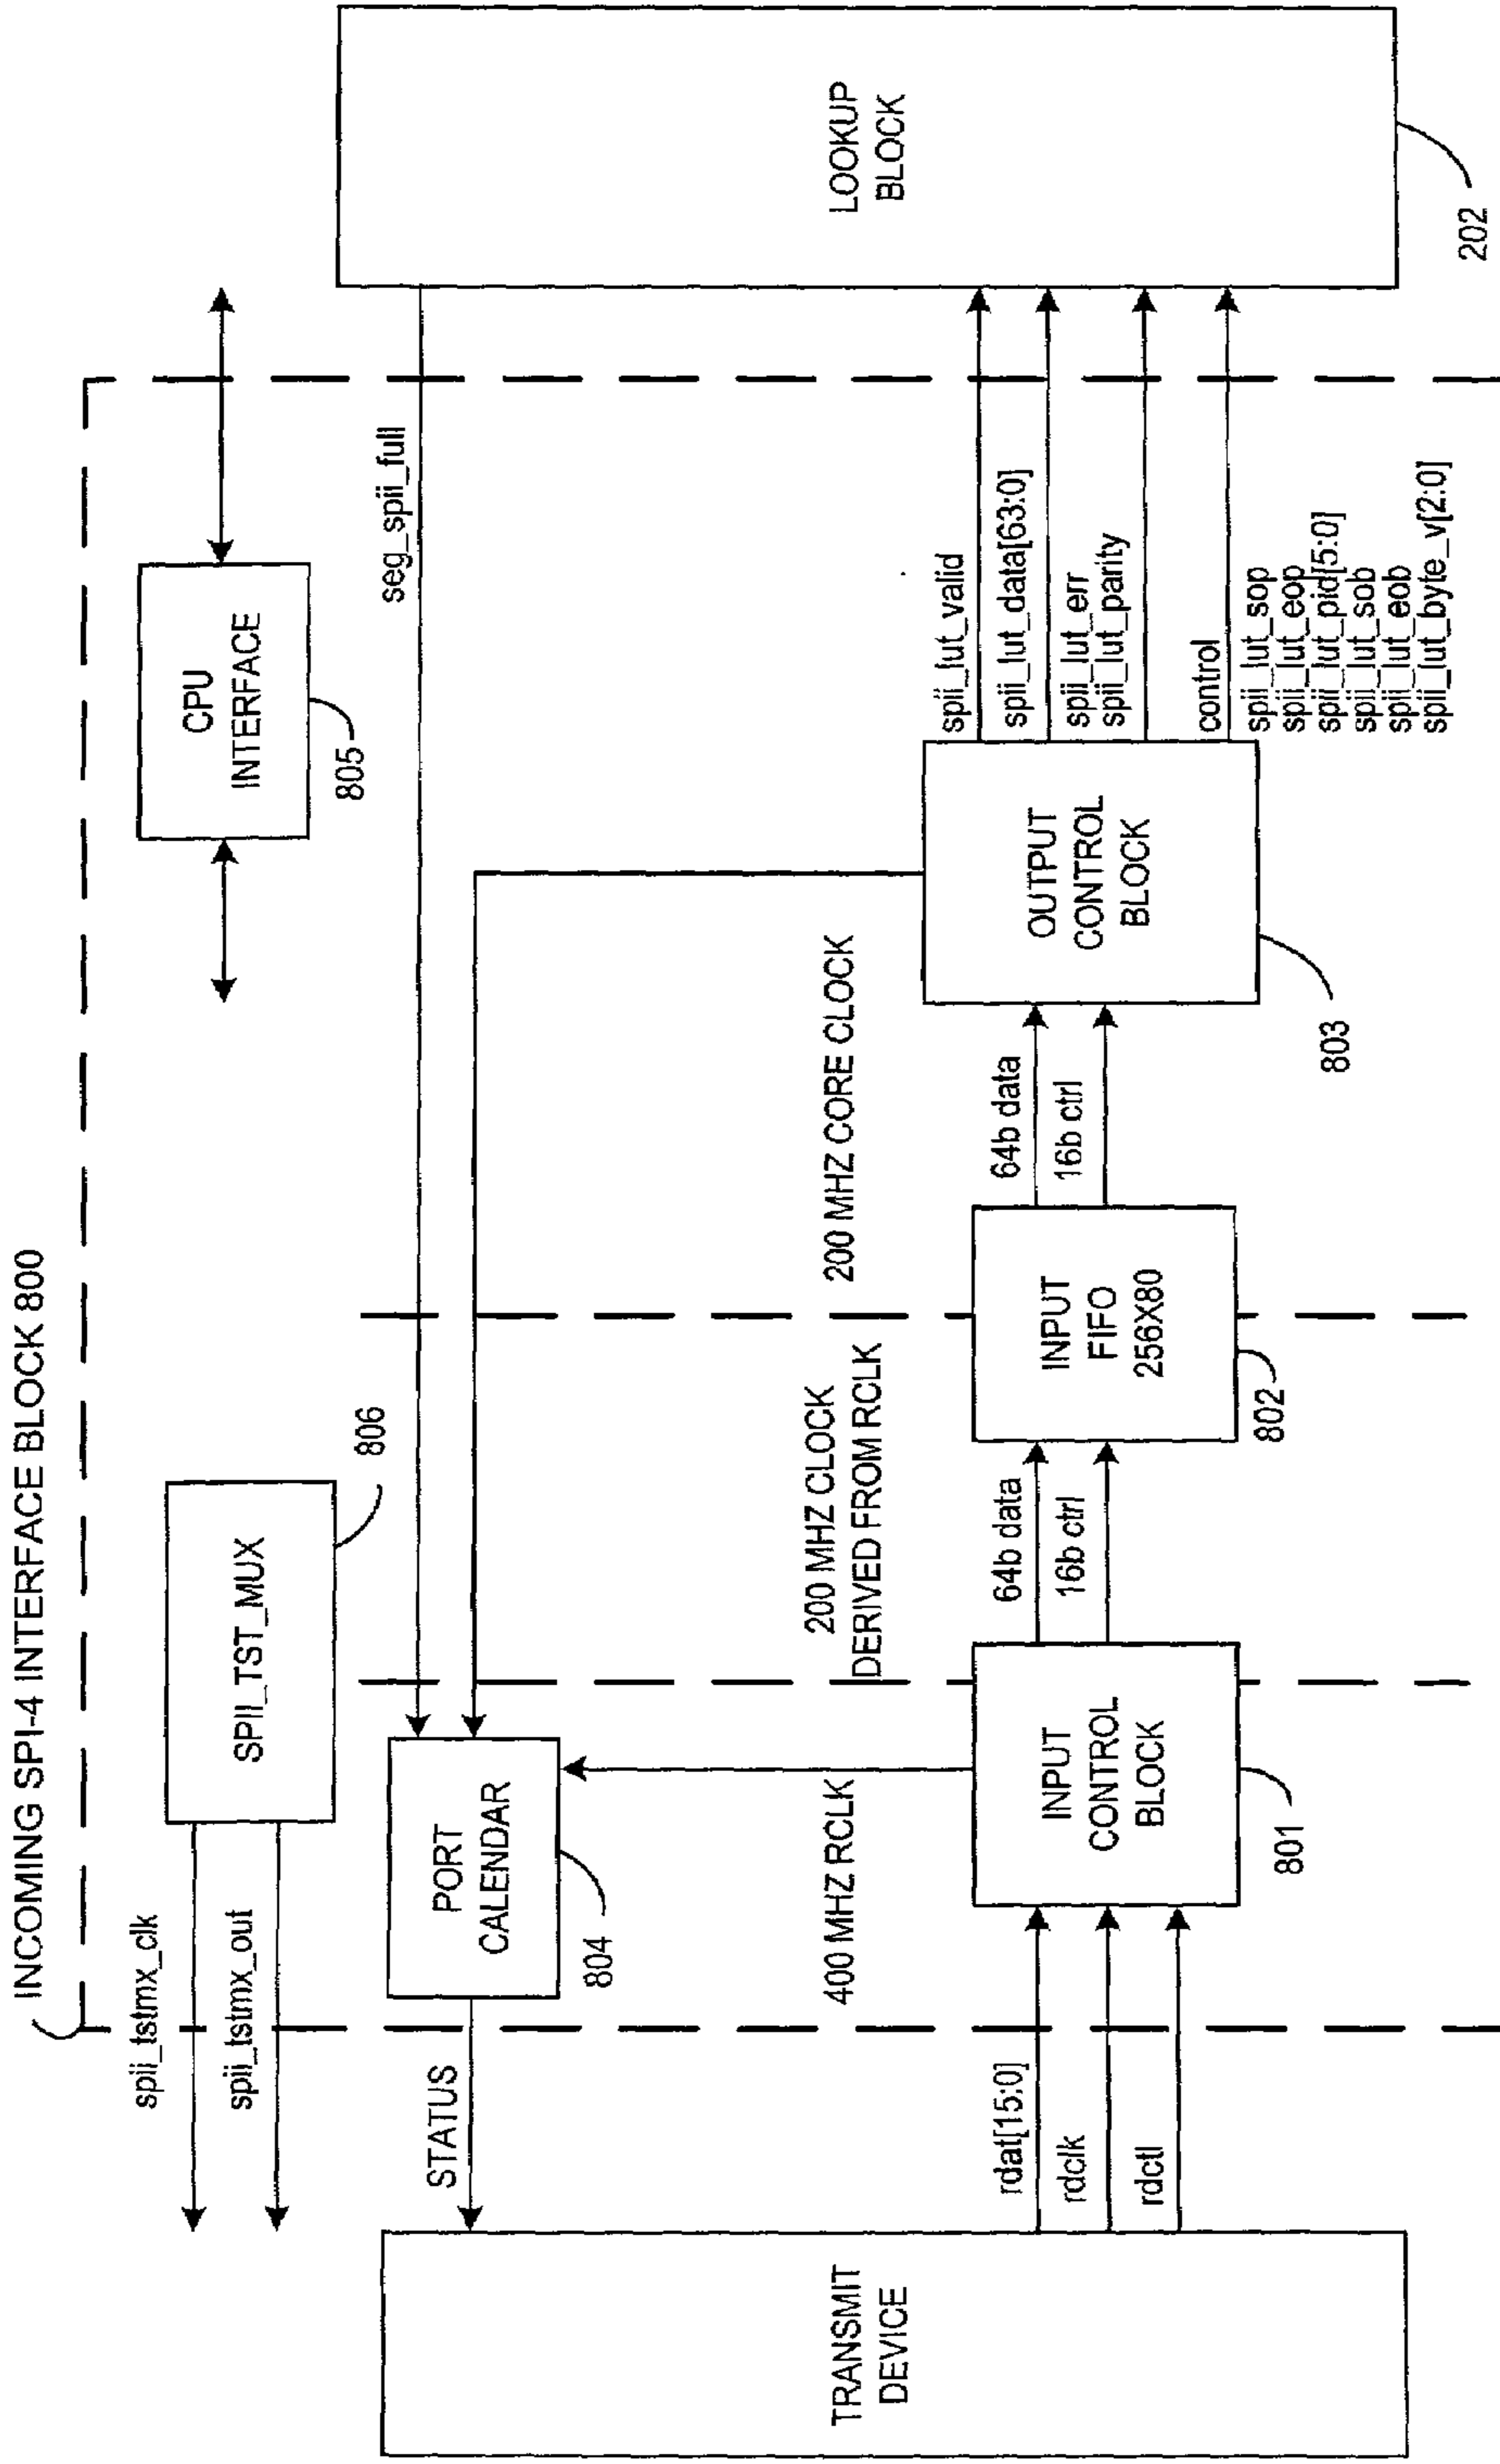 INCOMING SPI-4 INTERFACE BLOCK 800
spii_tstmx_clk
spii_tstmx_out
SPII_TST_MUX
806
CPU
INTERFACE
805
seg_spii_full
STATUS
PORT
CALENDAR
804
400 MHZ RCLK
200 MHZ CLOCK
DERIVED FROM RCLK
200 MHZ CORE CLOCK
TRANSMIT
DEVICE
rdat[15:0]
rdclk
rdctl
INPUT
CONTROL
BLOCK
801
64b data
16b ctrl
INPUT
FIFO
256X80
802
64b data
16b ctrl
OUTPUT
CONTROL
BLOCK
803
spii_lut_valid
spii_lut_data[63:0]
spii_lut_err
spii_lut_parity
control
spii_lut_sop
spii_lut_eop
spii_lut_pid[5:0]
spii_lut_sob
spii_lut_eob
spii_lut_byte_v[2:0]
LOOKUP
BLOCK
202